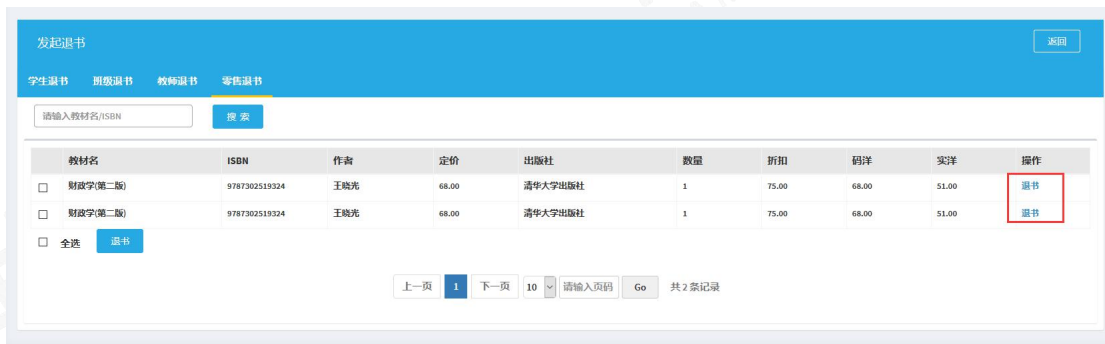 发起退书 返回
学生退书 班级退书 教师退书 零售退书
请输入教材名/ISBN 搜 索
教材名 ISBN 作者 定价 出版社 数量 折扣 码洋 实洋 操作
财政学(第二版) 9787302519324 王晓光 68.00 清华大学出版社 1 75.00 68.00 51.00 退书
财政学(第二版) 9787302519324 王晓光 68.00 清华大学出版社 1 75.00 68.00 51.00 退书
全选 退书
上一页 1 下一页 10 请输入页码 Go 共 2 条记录